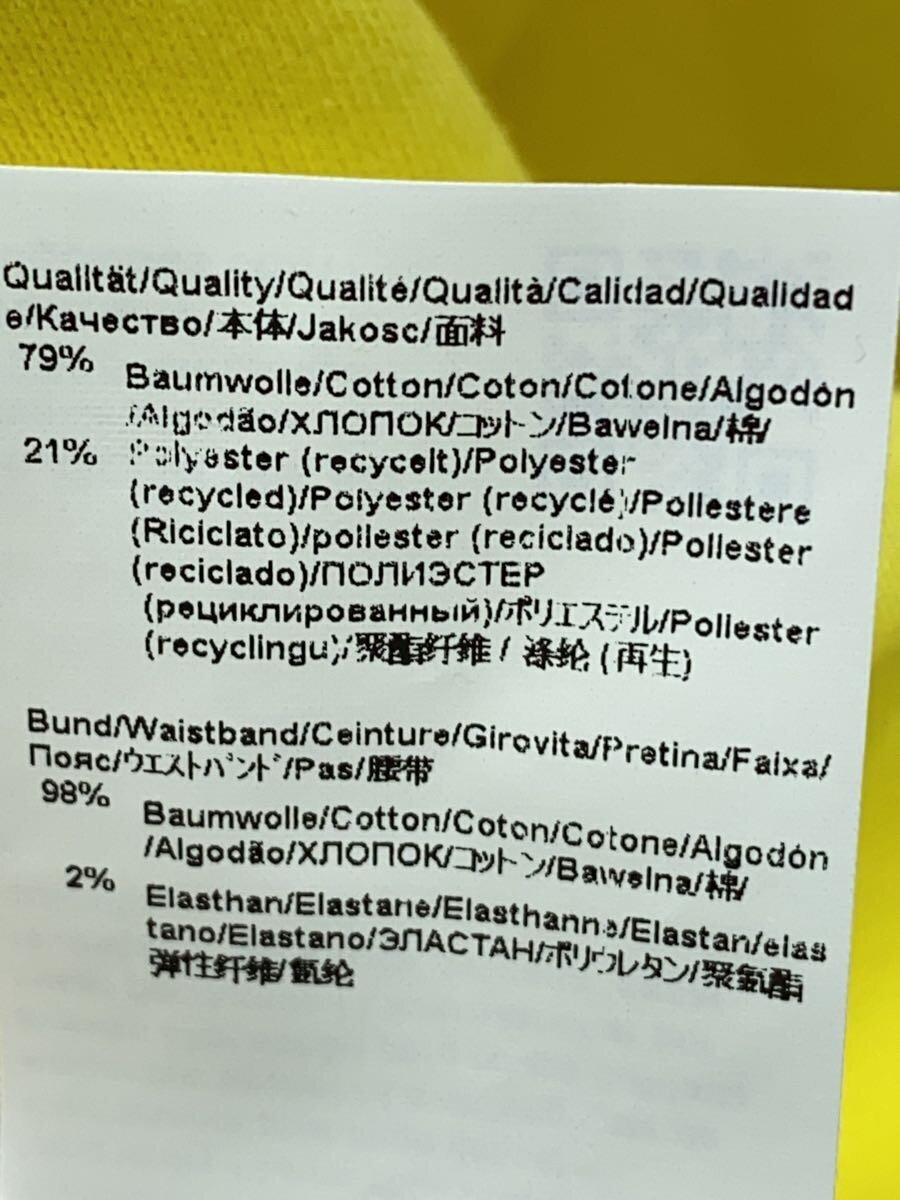 Qualität/Quality/Qualité/Qualità/Calidad/Qualidad
e/Качество/本体/Jakosc/面料
79%
Baumwolle/Cotton/Coton/Cotone/Algodón
/Algodão/ХЛОПОК/コットン/Bawelna/棉/
21% Polyester (recycelt)/Polyester
(recycled)/Polyester (recyclé)/Poliestere
(Riciclato)/poliester (reciclado)/Poliester
(reciclado)/ПОЛИЭСТЕР
(рециклированный)/ポリエステル/Poliester
(recyclingu)/聚酯纤维/ 涤纶 (再生)
Bund/Waistband/Ceinture/Girovita/Pretina/Faixa/
Пояс/ウエストバンド/Pas/腰带
98%
Baumwolle/Cotton/Coton/Cotone/Algodón
/Algodão/ХЛОПОК/コットン/Bawelna/棉/
2%
Elasthan/Elastane/Elasthanne/Elastan/elas
tano/Elastano/ЭЛАСТАН/ポリウレタン/聚氨酯
弹性纤维/氨纶